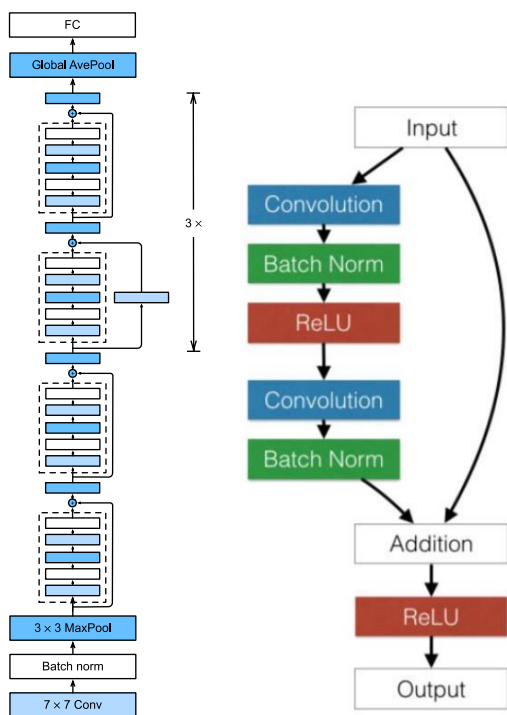 FC
Global AvePool
3 ×
3 × 3 MaxPool
Batch norm
7 × 7 Conv
Input
Convolution
Batch Norm
ReLU
Convolution
Batch Norm
Addition
ReLU
Output